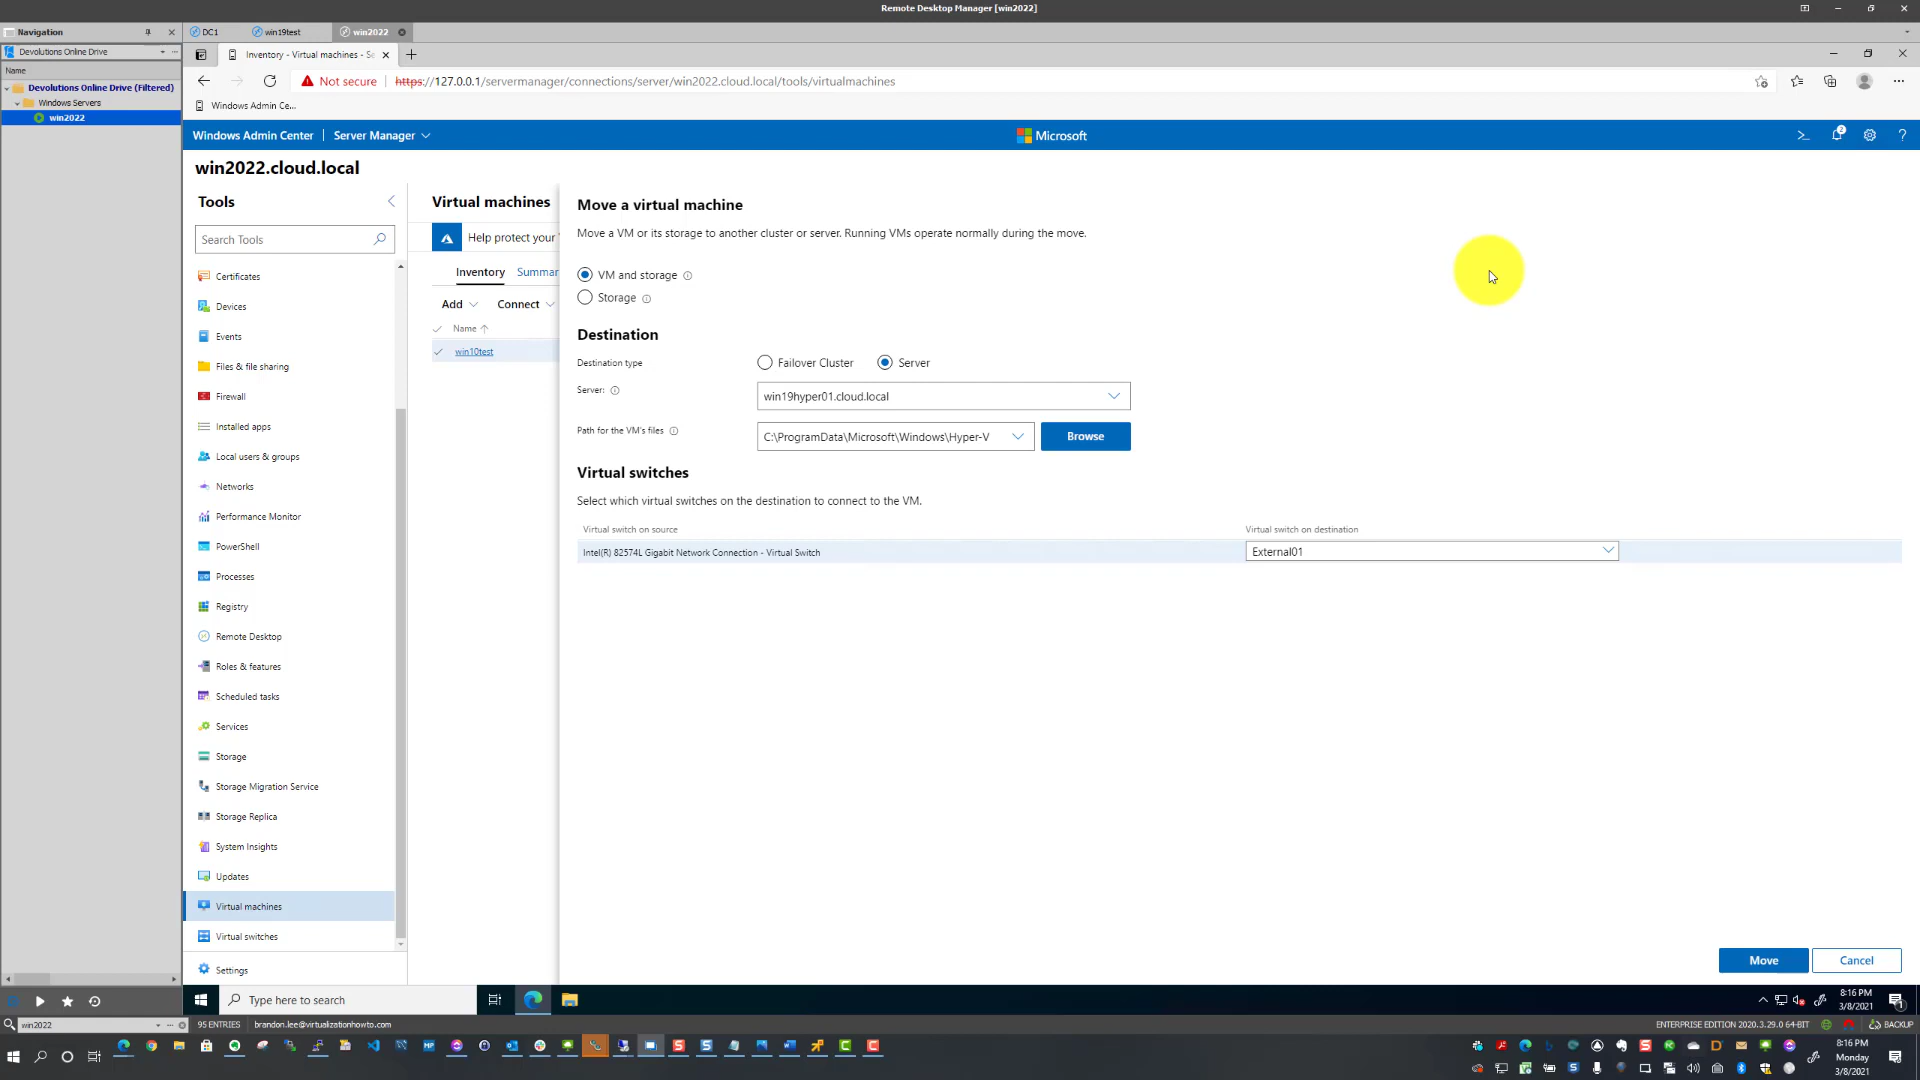 Remote Desktop Manager [win2022]
Navigation
DC1
win19test
win2022
Devolutions Online Drive
Inventory - Virtual machines - Se
Name
Not secure
https://127.0.0.1/servermanager/connections/server/win2022.cloud.local/tools/virtualmachines
Devolutions Online Drive (Filtered)
Windows Servers
win2022
Windows Admin Ce...
Windows Admin Center
Server Manager
Microsoft
2
?
win2022.cloud.local
Tools
Search Tools
Certificates
Devices
Events
Files & file sharing
Firewall
Installed apps
Local users & groups
Networks
Performance Monitor
PowerShell
Processes
Registry
Remote Desktop
Roles & features
Scheduled tasks
Services
Storage
Storage Migration Service
Storage Replica
System Insights
Updates
Virtual machines
Virtual switches
Settings
Virtual machines
Help protect your
Inventory
Summar
Add
Connect
Name
win10test
Move a virtual machine
Move a VM or its storage to another cluster or server. Running VMs operate normally during the move.
VM and storage
Storage
Destination
Destination type
Failover Cluster
Server
Server:
win19hyper01.cloud.local
Path for the VM's files
C:\ProgramData\Microsoft\Windows\Hyper-V
Browse
Virtual switches
Select which virtual switches on the destination to connect to the VM.
Virtual switch on source
Virtual switch on destination
Intel(R) 82574L Gigabit Network Connection - Virtual Switch
External01
Move
Cancel
Type here to search
8:16 PM
3/8/2021
1
win2022
95 ENTRIES
brandon.lee@virtualizationhowto.com
ENTERPRISE EDITION 2020.3.29.0 64-BIT
BACKUP
8:16 PM
Monday
3/8/2021